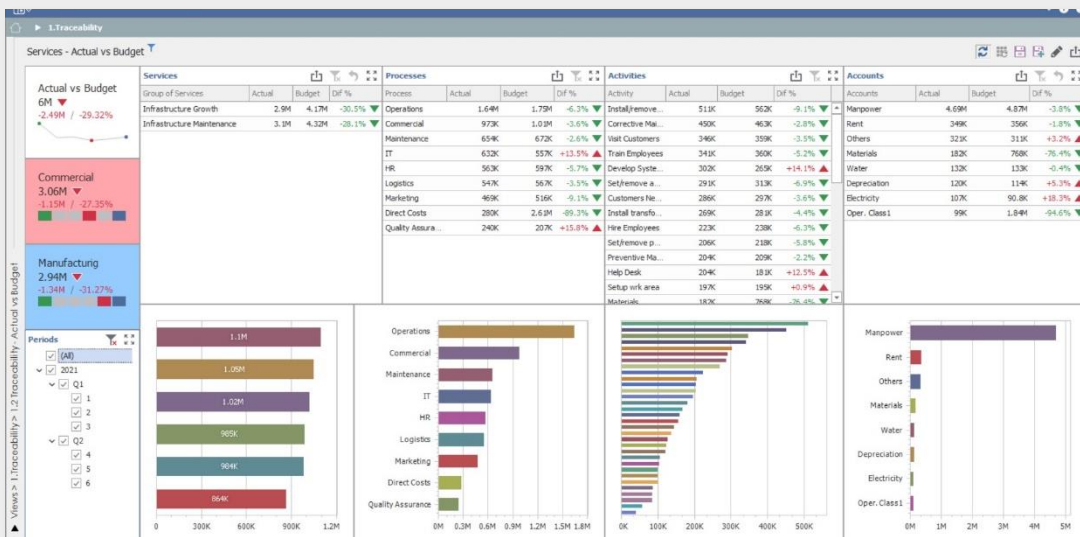 1.Traceability
Services - Actual vs Budget
Actual vs Budget
6M
-2.49M / -29.32%
Commercial
3.06M
-1.15M / -27.35%
Manufacturing
2.94M
-1.34M / -31.27%
Services
Group of Services Actual Budget Dif %
Infrastructure Growth 2.9M 4.17M -30.5%
Infrastructure Maintenance 3.1M 4.32M -28.1%
Processes
Process Actual Budget Dif %
Operations 1.64M 1.75M -6.3%
Commercial 973K 1.01M -3.6%
Maintenance 654K 672K -2.6%
IT 632K 557K +13.5%
HR 563K 597K -5.7%
Logistics 547K 567K -3.5%
Marketing 469K 516K -9.1%
Direct Costs 280K 2.61M -89.3%
Quality Assura... 240K 207K +15.8%
Activities
Activity Actual Budget Dif %
Install/remove... 511K 562K -9.1%
Corrective Mai... 450K 463K -2.8%
Visit Customers 346K 359K -3.5%
Train Employees 341K 360K -5.2%
Develop Syste... 302K 265K +14.1%
Set/remove a... 291K 313K -6.9%
Customers Ne... 286K 297K -3.6%
Install transfo... 269K 281K -4.4%
Hire Employees 223K 238K -6.3%
Set/remove p... 206K 218K -5.8%
Preventive Ma... 204K 209K -2.2%
Help Desk 204K 181K +12.5%
Setup wrk area 197K 195K +0.9%
Materials 182K 768K -76.4%
Accounts
Accounts Actual Budget Dif %
Manpower 4.69M 4.87M -3.8%
Rent 349K 356K -1.8%
Others 321K 311K +3.2%
Materials 182K 768K -76.4%
Water 132K 133K -0.4%
Depreciation 120K 114K +5.3%
Electricity 107K 90.8K +18.3%
Oper. Class1 99K 1.84M -94.6%
Views > 1.Traceability > 1.2 Traceability - Actual vs Budget
Periods
(All)
2021
Q1
1
2
3
Q2
4
5
6
1.1M
1.05M
1.02M
985K
984K
864K
0 300K 600K 900K 1.2M
Operations
Commercial
Maintenance
IT
HR
Logistics
Marketing
Direct Costs
Quality Assurance
0M 0.3M 0.6M 0.9M 1.2M 1.5M 1.8M
0K 100K 200K 300K 400K 500K
Manpower
Rent
Others
Materials
Water
Depreciation
Electricity
Oper. Class1
0M 1M 2M 3M 4M 5M